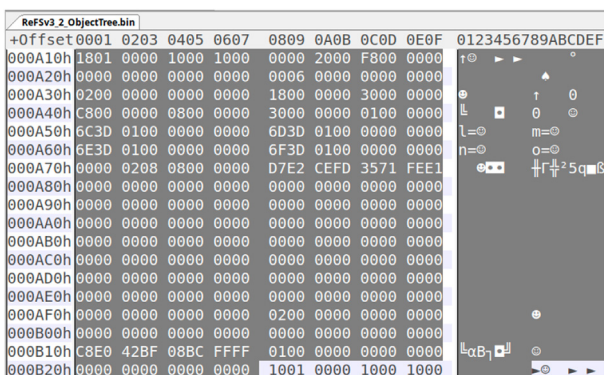 ReFSv3_2_ObjectTree.bin
+Offset 0001 0203 0405 0607 0809 0A0B 0C0D 0E0F 0123456789ABCDEF
000A10h 1801 0000 1000 1000 0000 2000 F800 0000 ↑☺ ► ► °
000A20h 0000 0000 0000 0000 0006 0000 0000 0000 ♠
000A30h 0200 0000 0000 0000 1800 0000 3000 0000 ☻ ↑ 0
000A40h C800 0000 0800 0000 3000 0000 0100 0000 ╚ ◘ 0 ☺
000A50h 6C3D 0100 0000 0000 6D3D 0100 0000 0000 l=☺ m=☺
000A60h 6E3D 0100 0000 0000 6F3D 0100 0000 0000 n=☺ o=☺
000A70h 0000 0208 0800 0000 D7E2 CEFD 3571 FEE1 ☻◘◘ ╫Γ╬²5q■ß
000A80h 0000 0000 0000 0000 0000 0000 0000 0000
000A90h 0000 0000 0000 0000 0000 0000 0000 0000
000AA0h 0000 0000 0000 0000 0000 0000 0000 0000
000AB0h 0000 0000 0000 0000 0000 0000 0000 0000
000AC0h 0000 0000 0000 0000 0000 0000 0000 0000
000AD0h 0000 0000 0000 0000 0000 0000 0000 0000
000AE0h 0000 0000 0000 0000 0000 0000 0000 0000
000AF0h 0000 0000 0000 0000 0200 0000 0000 0000 ☻
000B00h 0000 0000 0000 0000 0000 0000 0000 0000
000B10h C8E0 42BF 08BC FFFF 0100 0000 0000 0000 ╚αB┐◘╝ ☺
000B20h 0000 0000 0000 0000 1001 0000 1000 1000 ►☺ ► ►